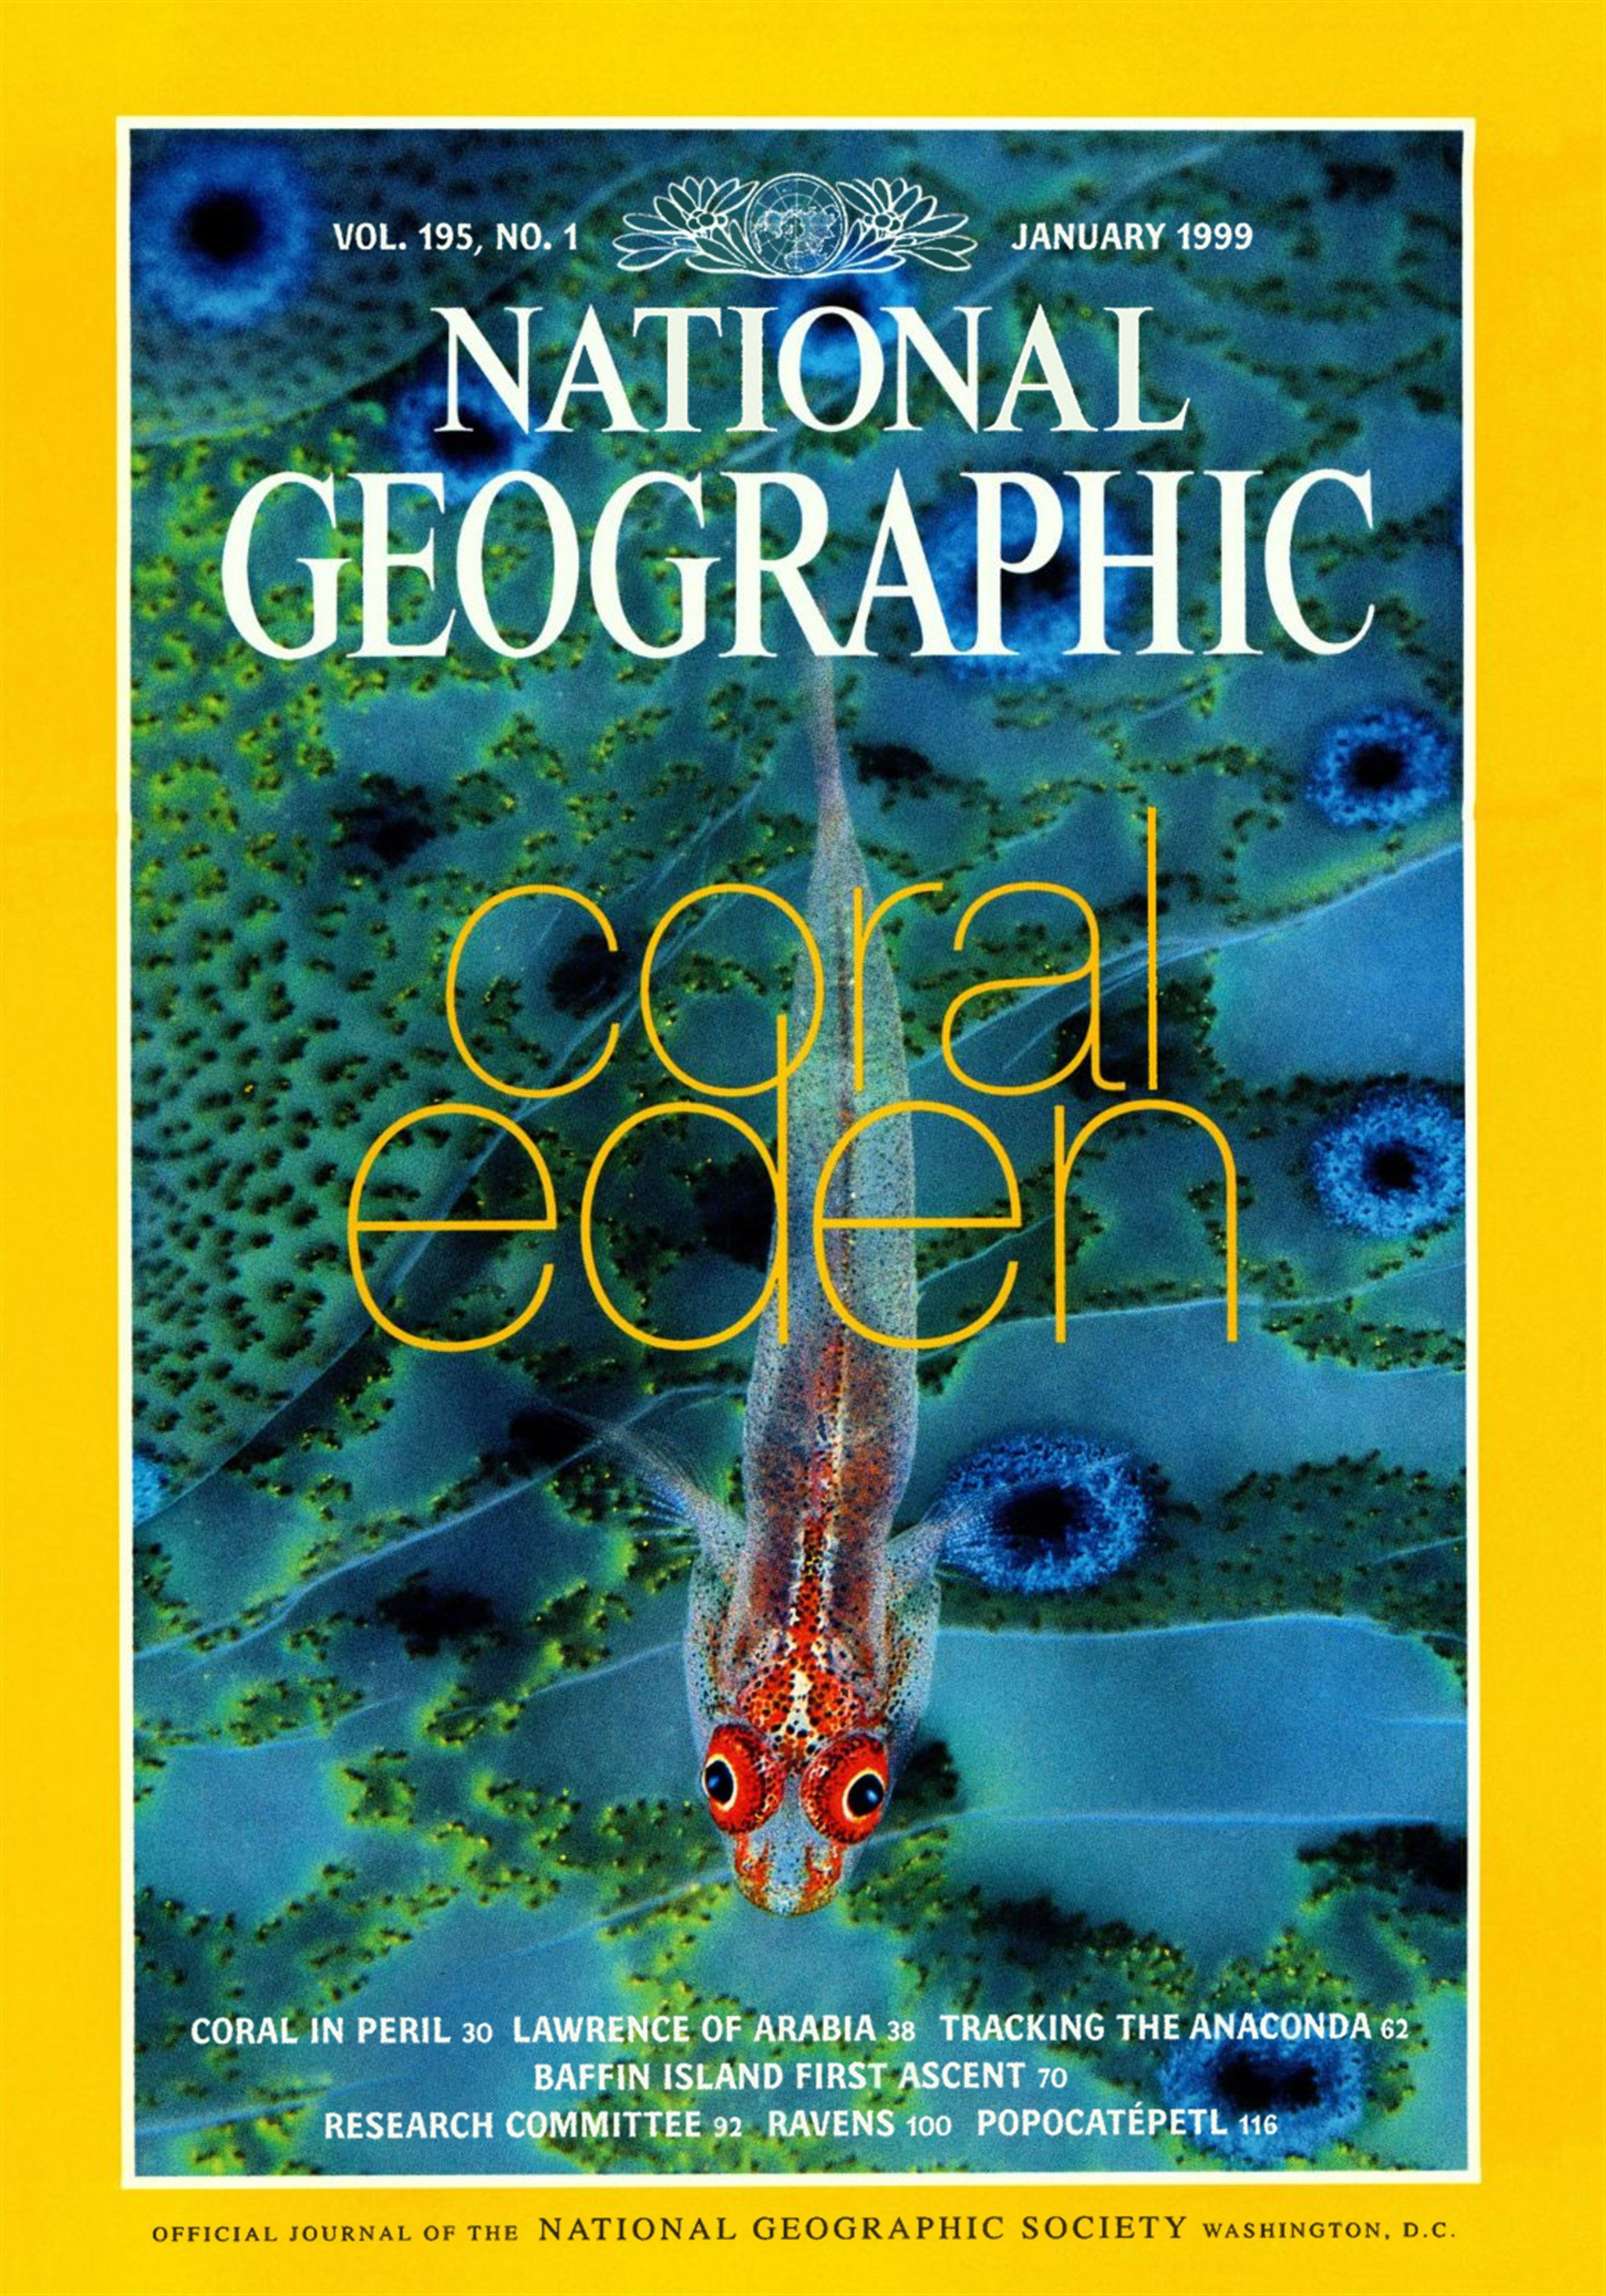 VOL. 195, NO. 1 JANUARY 1999
NATIONAL
GEOGRAPHIC
coral
eden
CORAL IN PERIL 30 LAWRENCE OF ARABIA 38 TRACKING THE ANACONDA 62
BAFFIN ISLAND FIRST ASCENT 70
RESEARCH COMMITTEE 92 RAVENS 100 POPOCATÉPETL 116
OFFICIAL JOURNAL OF THE NATIONAL GEOGRAPHIC SOCIETY WASHINGTON, D.C.